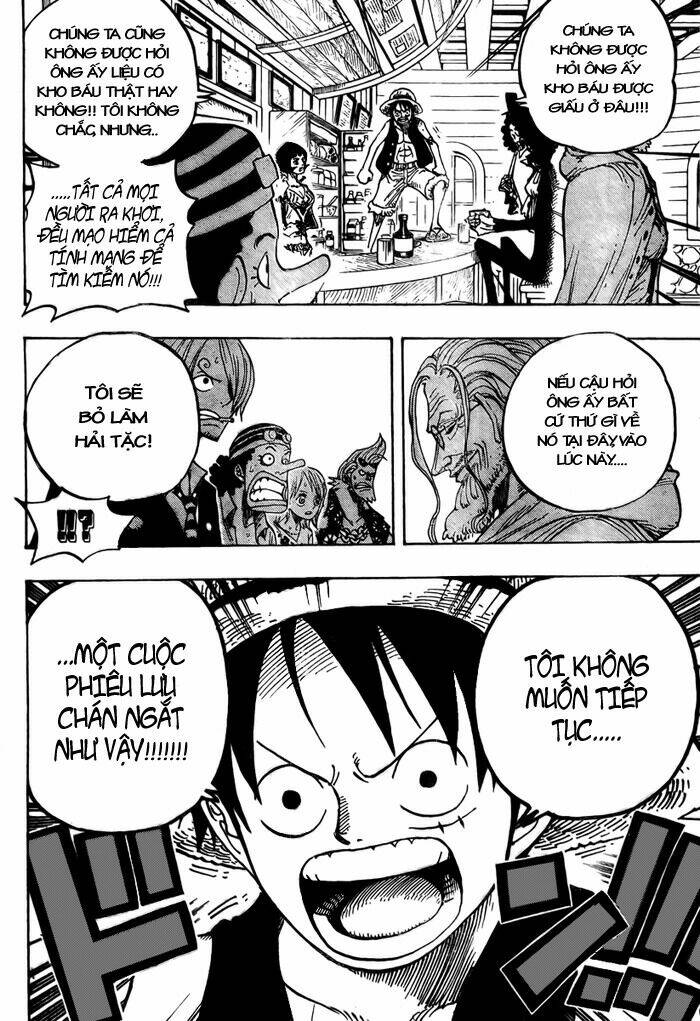 CHÚNG TA
KHÔNG ĐƯỢC
HỎI ÔNG ẤY
KHO BÁU ĐƯỢC
GIẤU Ở ĐÂU!!!
CHÚNG TA CŨNG
KHÔNG ĐƯỢC HỎI
ÔNG ẤY LIỆU CÓ
KHO BÁU THẬT HAY
KHÔNG!! TÔI KHÔNG
CHẮC, NHƯNG..
.....TẤT CẢ MỌI
NGƯỜI RA KHƠI,
ĐỀU MẠO HIỂM CẢ
TÍNH MẠNG ĐỂ
TÌM KIẾM NÓ!!!
NẾU CẬU HỎI
ÔNG ẤY BẤT
CỨ THỨ GÌ VỀ
NÓ TẠI ĐÂY, VÀO
LÚC NÀY.....
TÔI SẼ
BỎ LÀM
HẢI TẶC!
!!?
TÔI KHÔNG
MUỐN TIẾP
TỤC.....
...MỘT CUỘC
PHIÊU LƯU
CHÁN NGẮT
NHƯ VẬY!!!!!!!
ドン!!